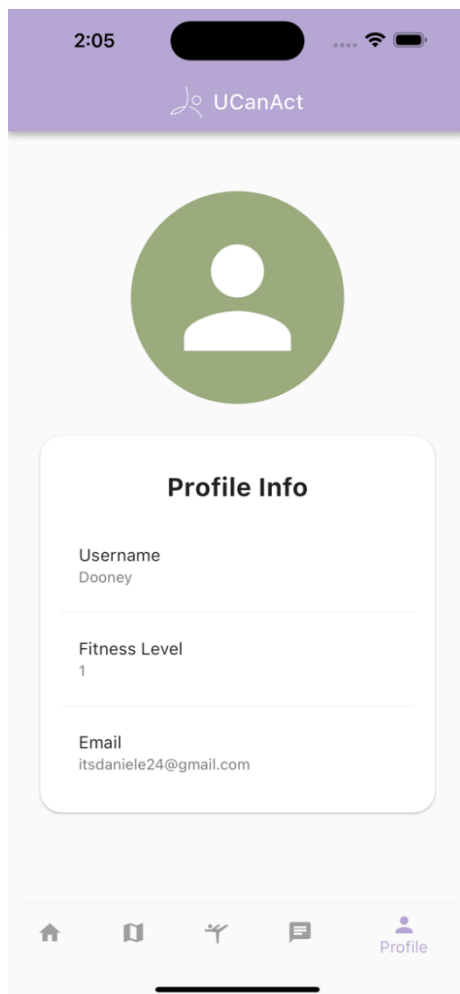 2:05
UCanAct
Profile Info
Username
Dooney
Fitness Level
1
Email
itsdaniele24@gmail.com
Profile